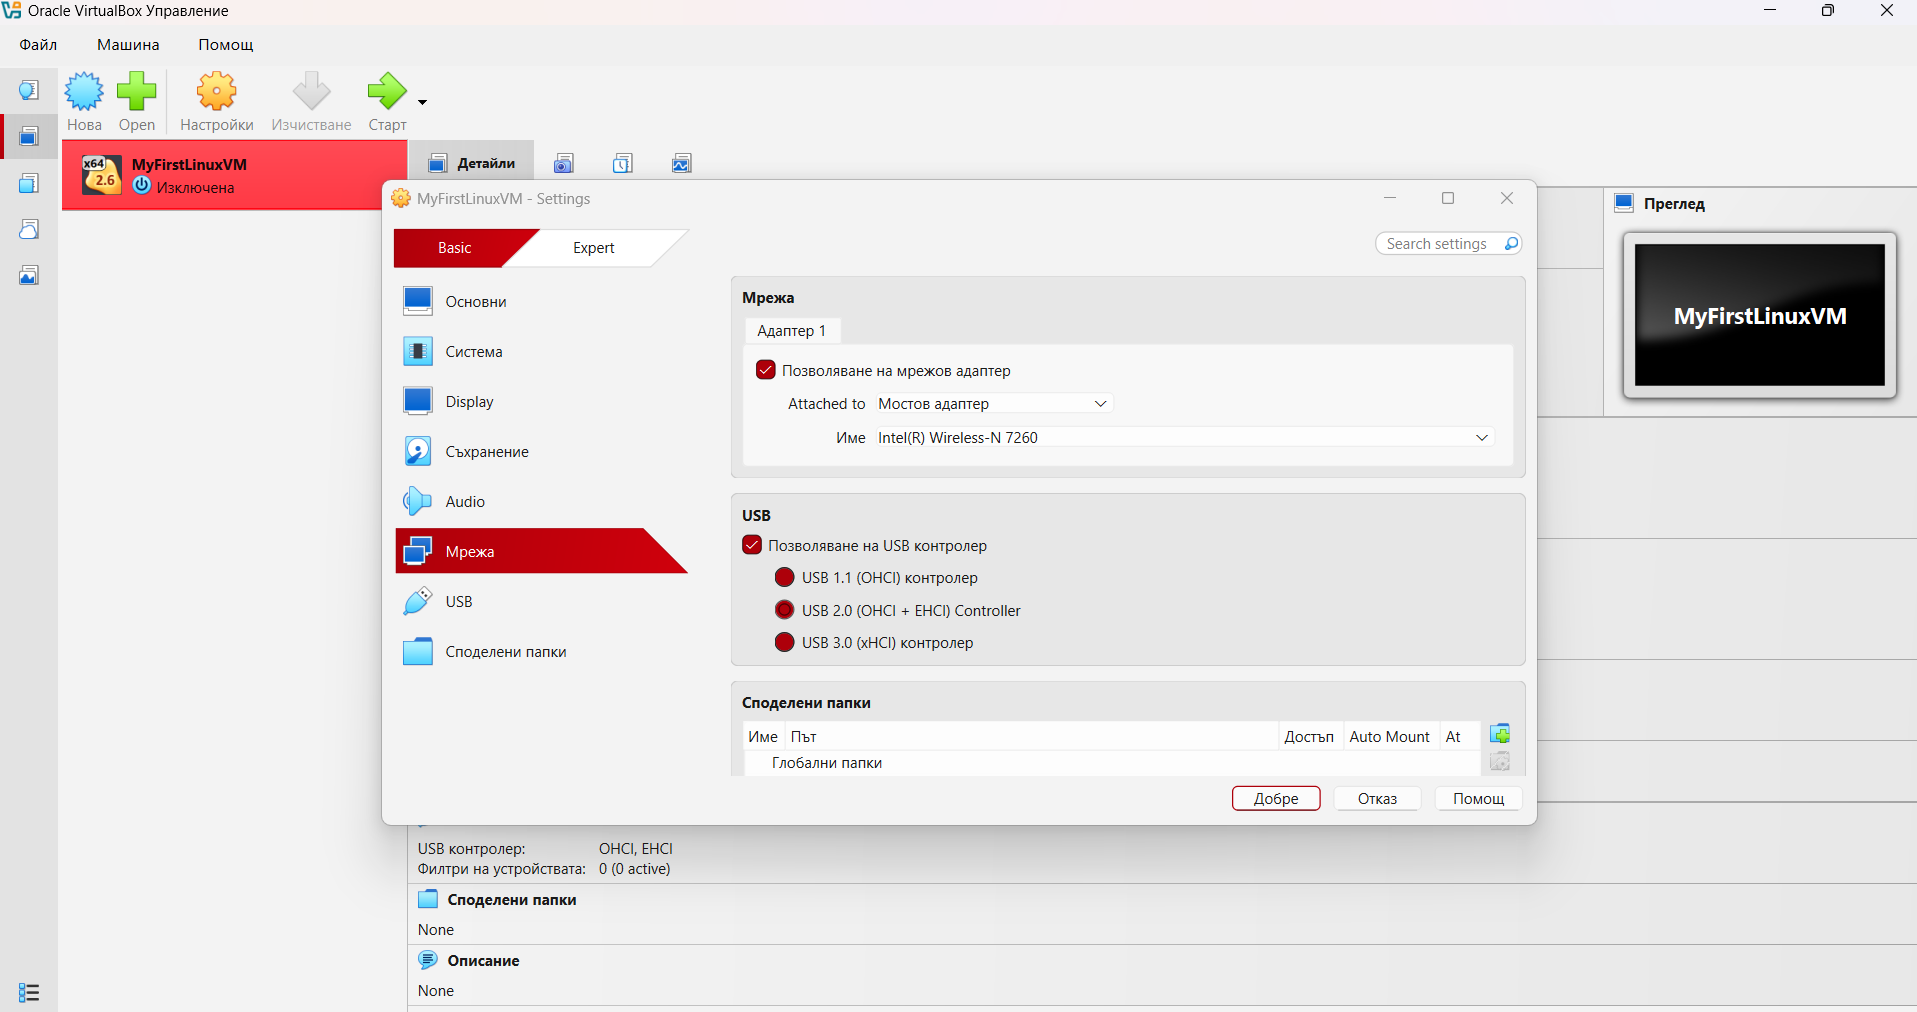 Oracle VirtualBox Управление
Файл Машина Помощ
Нова Open Настройки Изчистване Старт
x64 2.6 MyFirstLinuxVM
Изключена
Детайли
MyFirstLinuxVM - Settings
Basic Expert
Search settings
Основни
Система
Display
Съхранение
Audio
Мрежа
USB
Споделени папки
Мрежа
Адаптер 1
Позволяване на мрежов адаптер
Attached to Мостов адаптер
Име Intel(R) Wireless-N 7260
USB
Позволяване на USB контролер
USB 1.1 (OHCI) контролер
USB 2.0 (OHCI + EHCI) Controller
USB 3.0 (xHCI) контролер
Споделени папки
Име Път Достъп Auto Mount At
Глобални папки
Добре Отказ Помощ
Преглед
MyFirstLinuxVM
USB контролер: OHCI, EHCI
Филтри на устройствата: 0 (0 active)
Споделени папки
None
Описание
None